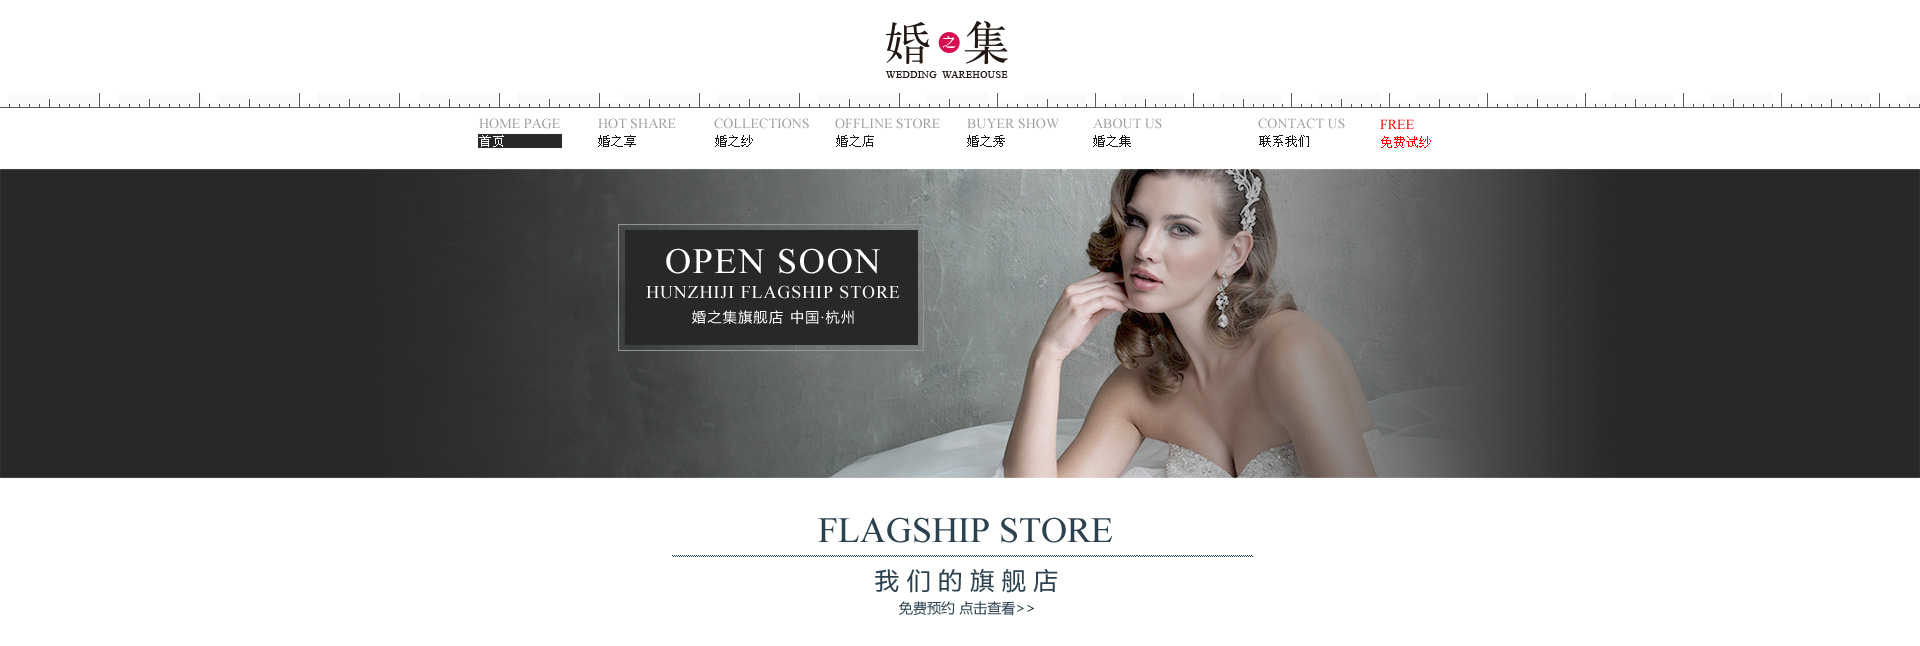 婚之集
WEDDING WAREHOUSE
HOME PAGE HOT SHARE COLLECTIONS OFFLINE STORE BUYER SHOW ABOUT US CONTACT US FREE
首页 婚之享 婚之纱 婚之店 婚之秀 婚之集 联系我们 免费试纱
OPEN SOON
HUNZHIJI FLAGSHIP STORE
婚之集旗舰店 中国·杭州
FLAGSHIP STORE
我们的旗舰店
免费预约 点击查看>>